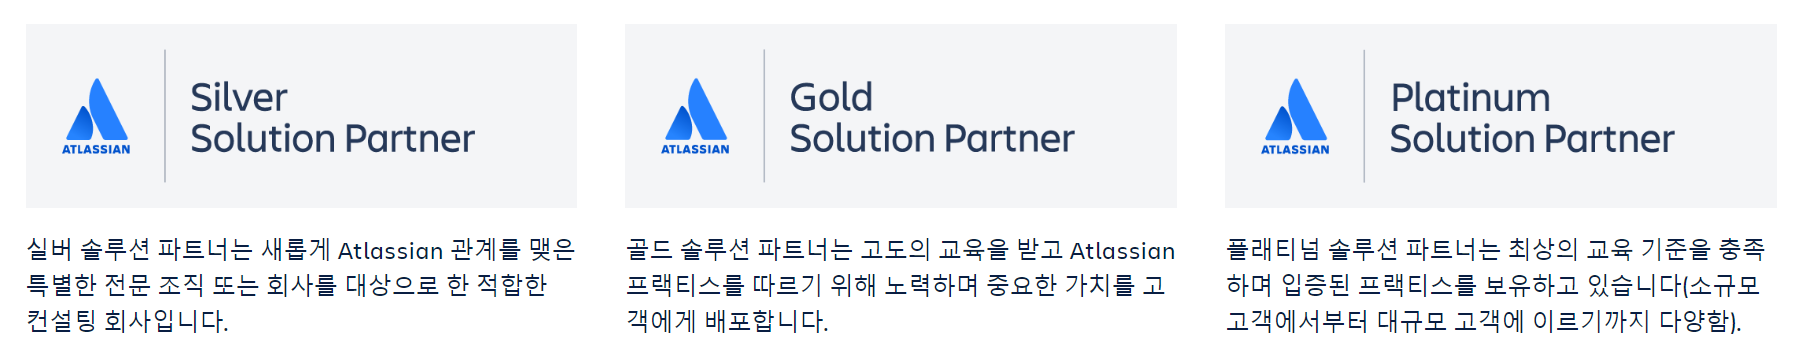 ATLASSIAN
Silver
Solution Partner
실버 솔루션 파트너는 새롭게 Atlassian 관계를 맺은
특별한 전문 조직 또는 회사를 대상으로 한 적합한
컨설팅 회사입니다.
ATLASSIAN
Gold
Solution Partner
골드 솔루션 파트너는 고도의 교육을 받고 Atlassian
프랙티스를 따르기 위해 노력하며 중요한 가치를 고
객에게 배포합니다.
ATLASSIAN
Platinum
Solution Partner
플래티넘 솔루션 파트너는 최상의 교육 기준을 충족
하며 입증된 프랙티스를 보유하고 있습니다(소규모
고객에서부터 대규모 고객에 이르기까지 다양함).